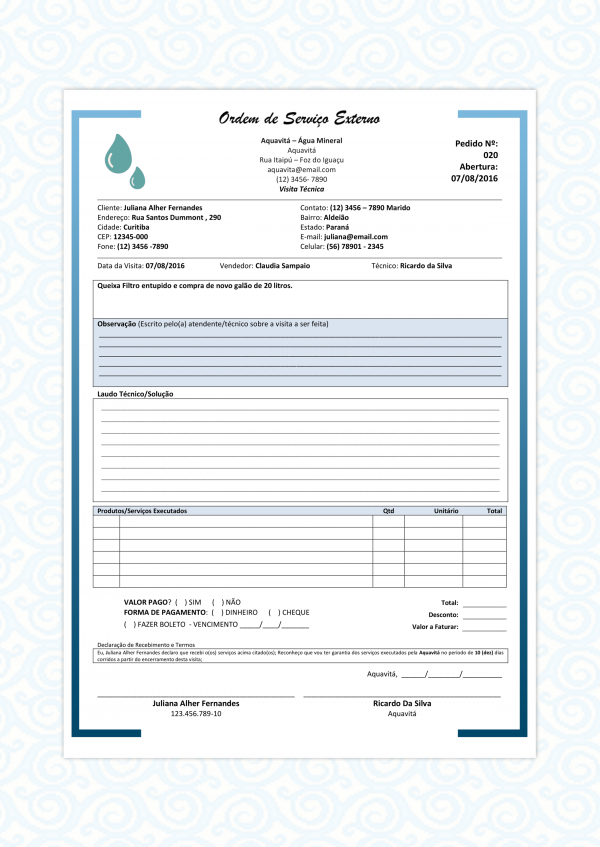 Ordem de Serviço Externo
Aquavitá – Água Mineral
Aquavitá
Rua Itaipú – Foz do Iguaçu
aquavita@email.com
(12) 3456- 7890
Visita Técnica
Pedido Nº:
020
Abertura:
07/08/2016
Cliente: Juliana Alher Fernandes
Endereço: Rua Santos Dummont , 290
Cidade: Curitiba
CEP: 12345-000
Fone: (12) 3456 -7890
Contato: (12) 3456 – 7890 Marido
Bairro: Aldeião
Estado: Paraná
E-mail: juliana@email.com
Celular: (56) 78901 - 2345
Data da Visita: 07/08/2016 Vendedor: Claudia Sampaio Técnico: Ricardo da Silva
Queixa Filtro entupido e compra de novo galão de 20 litros.
Observação (Escrito pelo(a) atendente/técnico sobre a visita a ser feita)
Laudo Técnico/Solução
Produtos/Serviços Executados Qtd Unitário Total
VALOR PAGO? ( ) SIM ( ) NÃO
FORMA DE PAGAMENTO: ( ) DINHEIRO ( ) CHEQUE
( ) FAZER BOLETO - VENCIMENTO _____/____/_______
Total: ___________
Desconto: ___________
Valor a Faturar: ___________
Declaração de Recebimento e Termos
Eu, Juliana Alher Fernandes declaro que recebi o(os) serviços acima citado(os); Reconheço que vou ter garantia dos serviços executados pela Aquavitá no período de 10 (dez) dias
corridos a partir do encerramento desta visita;
Aquavitá, ______/________/__________
Juliana Alher Fernandes
123.456.789-10
Ricardo Da Silva
Aquavitá